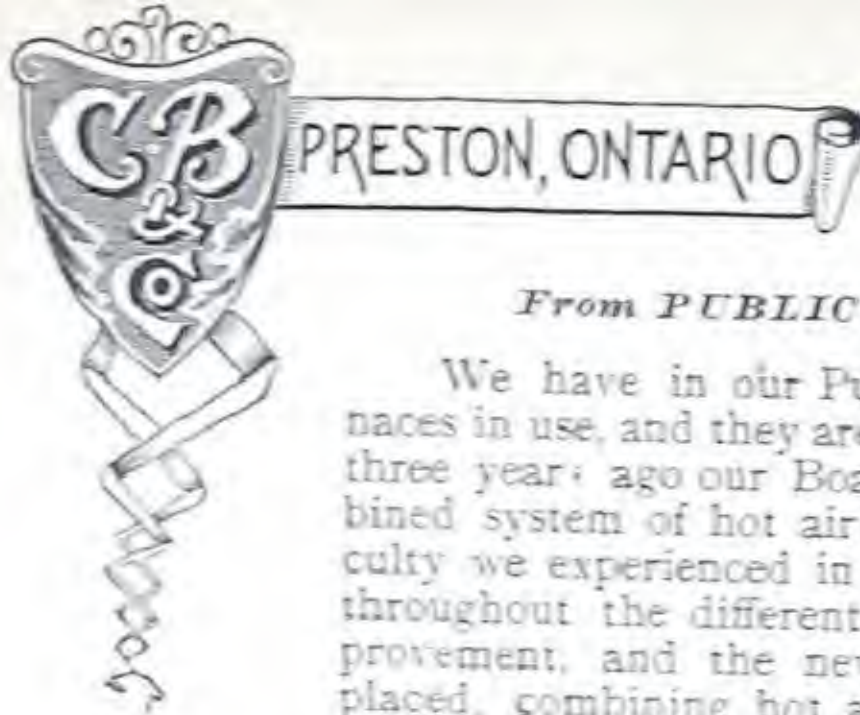 CB
&
Co
PRESTON, ONTARIO
From PUBLIC
We have in our Pu
naces in use, and they are
three years ago our Boa
bined system of hot air
culty we experienced in
throughout the different
provement, and the new
placed, combining hot a